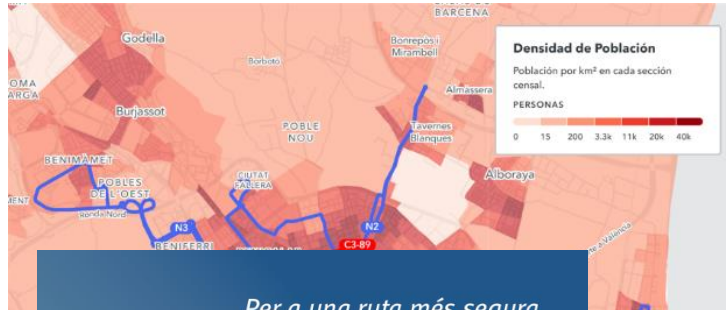 BARCENA
Godella
Bonrepòs i
Mirambell
Borbotó
Densidad de Población
Población por km² en cada sección
censal.
PERSONAS
0 15 200 3.3k 11k 20k 40k
Almassera
Burjassot
POBLE
NOU
Tavernes
Blanques
BENIMÀMET
POBLES
DE L'OEST
CIUTAT
FALLERA
Alboraya
Ronda Nord
N3
N2
BENIFERRI
C3-89
Per a una ruta més segura